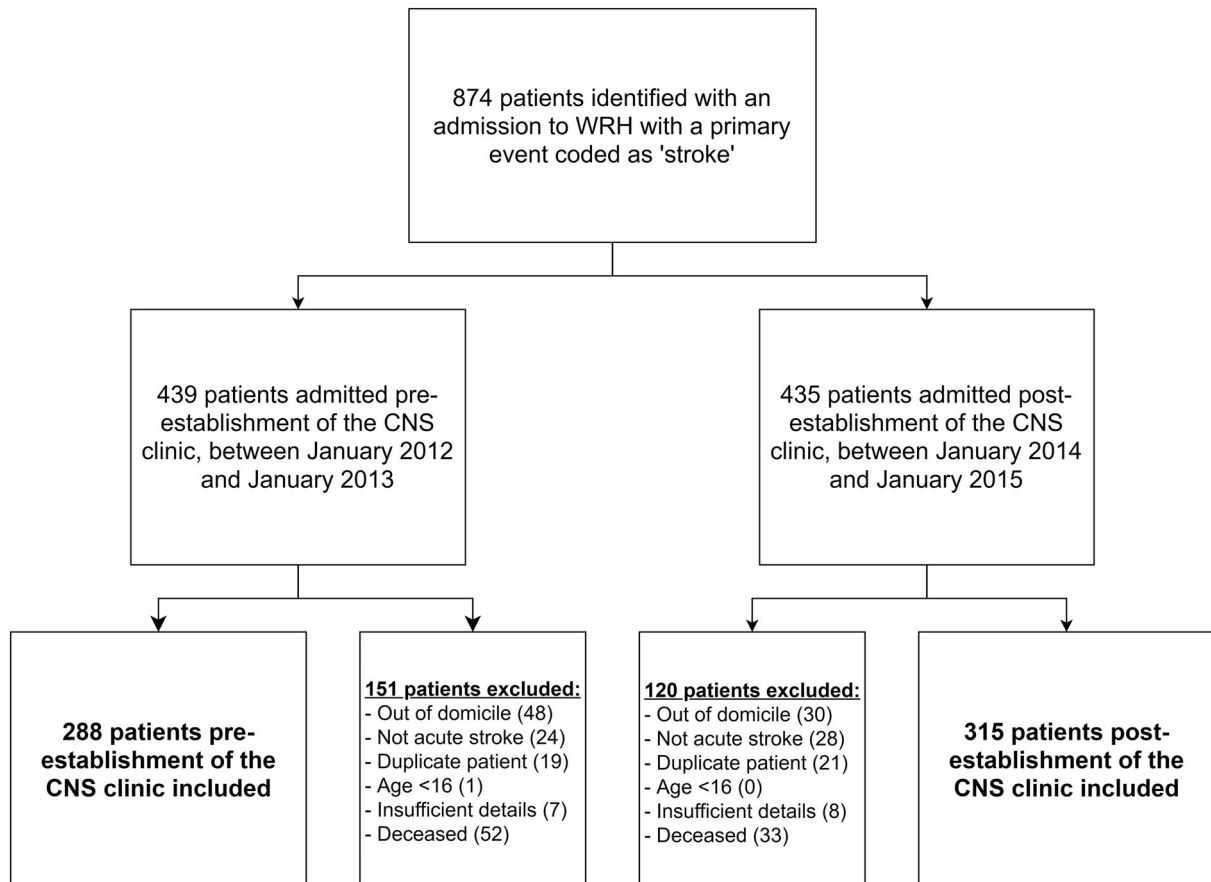 874 patients identified with an
admission to WRH with a primary
event coded as 'stroke'
439 patients admitted pre-
establishment of the CNS
clinic, between January 2012
and January 2013
435 patients admitted post-
establishment of the CNS
clinic, between January 2014
and January 2015
288 patients pre-
establishment of the
CNS clinic included
151 patients excluded:
- Out of domicile (48)
- Not acute stroke (24)
- Duplicate patient (19)
- Age <16 (1)
- Insufficient details (7)
- Deceased (52)
120 patients excluded:
- Out of domicile (30)
- Not acute stroke (28)
- Duplicate patient (21)
- Age <16 (0)
- Insufficient details (8)
- Deceased (33)
315 patients post-
establishment of the
CNS clinic included